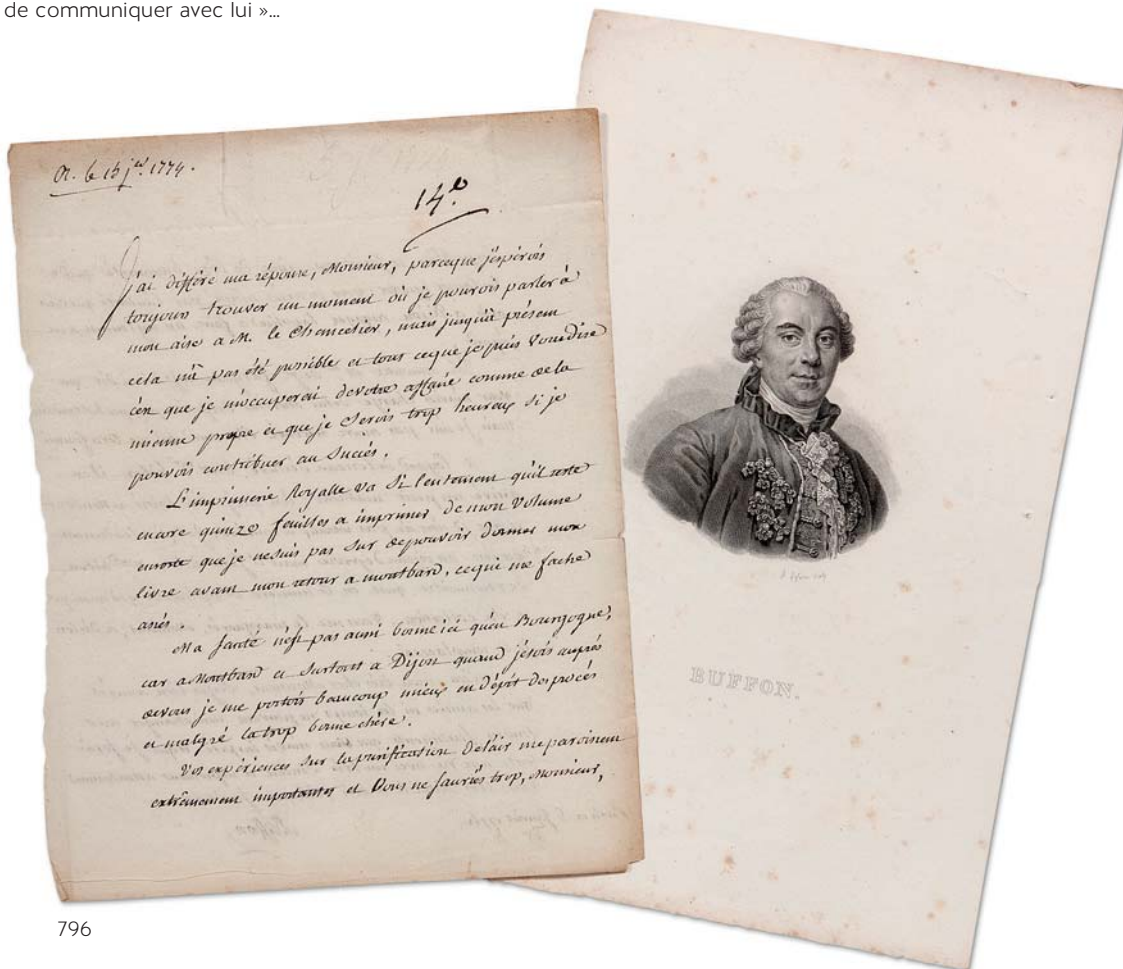 de communiquer avec lui »...
R. le 15 j.er 1774.
14.e
J'ai différé ma réponse, Monsieur, parceque j'espérois
toujours trouver un moment où je pourois parler à
mon aise a M. le Chancelier, mais jusqu'à présent
cela n'a pas été possible et tous ceque je puis Vous dire
c'en que je m'occuperai de votre affaire comme de la
mienne propre et que je serois trop heureux si je
pouvois contribuer au Succès.
L'imprimerie Royalle va Si lentement qu'il reste
encore quinze feuilles a imprimer de mon Volume
ensorte que je ne suis pas Sur de pouvoir donner mon
livre avant mon retour a montbard, ce qui me fache
assés.
Ma Santé n'est pas aussi bonne ici qu'en Bourgogne,
car a Montbard et Surtout a Dijon quand j'étois auprès
de vous je me portois beaucoup mieux en dépit des procès
et malgré la trop bonne chère.
Vos expériences Sur la purification de l'air me paroissent
extrêmement importantes et Vous ne sauriés trop, Monsieur,
BUFFON.
796